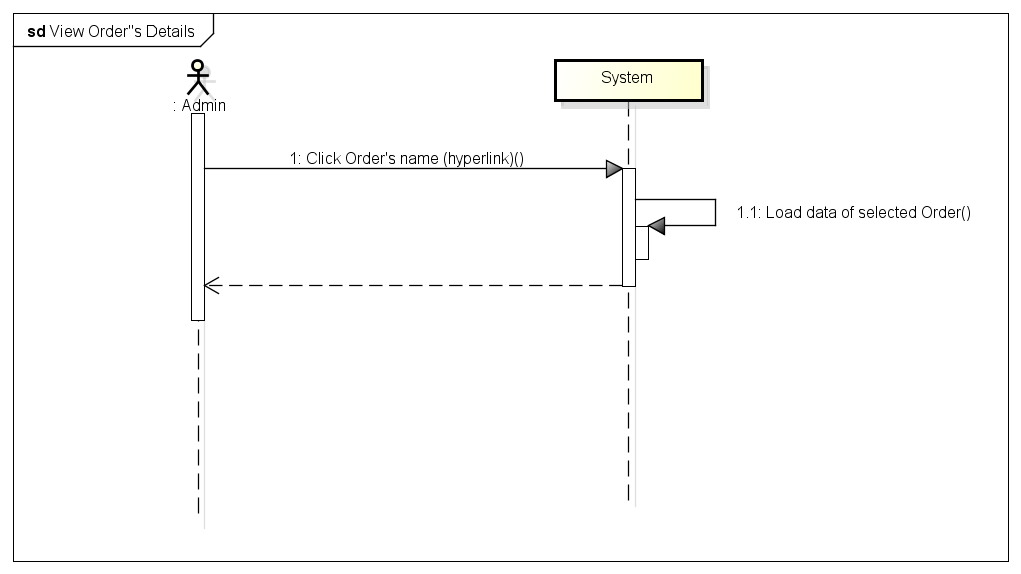 sd View Order"s Details
: Admin
System
1: Click Order's name (hyperlink)()
1.1: Load data of selected Order()